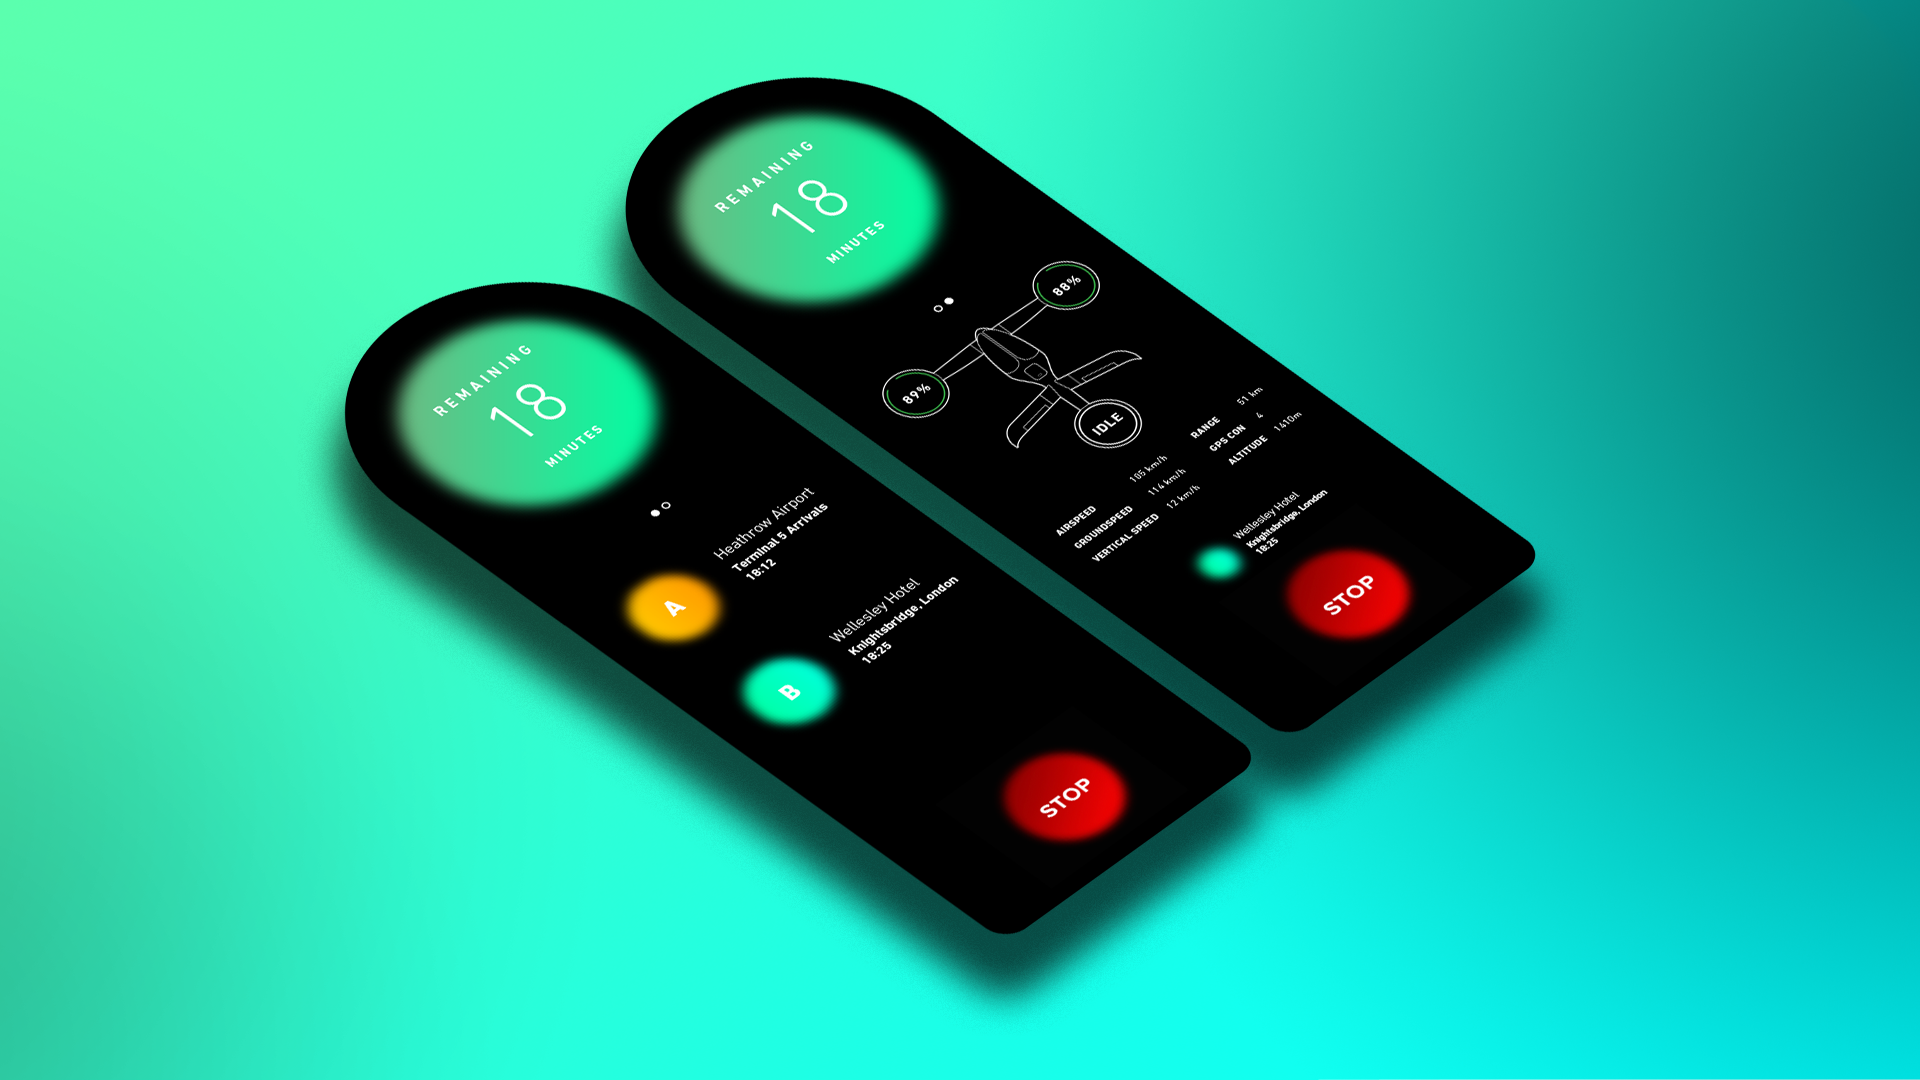 REMAINING
18
MINUTES
Heathrow Airport
Terminal 5 Arrivals
18:12
A
Wellesley Hotel
Knightsbridge, London
18:25
B
STOP
REMAINING
18
MINUTES
88%
89%
IDLE
AIRSPEED 105 km/h
GROUNDSPEED 114 km/h
VERTICAL SPEED 12 km/h
RANGE 51 km
GPS CON 4
ALTITUDE 1410m
Wellesley Hotel
Knightsbridge, London
18:25
STOP